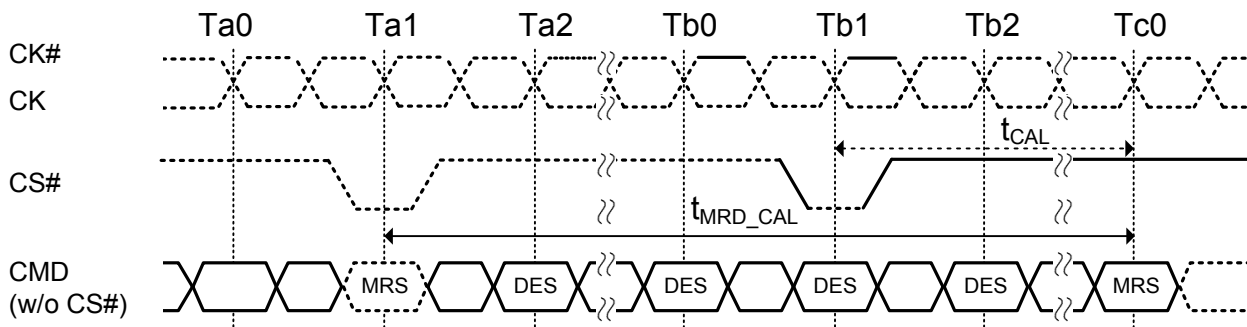 Ta0 Ta1 Ta2 Tb0 Tb1 Tb2 Tc0
CK#
CK
tCAL
CS#
tMRD_CAL
CMD
(w/o CS#)
MRS DES DES DES DES MRS